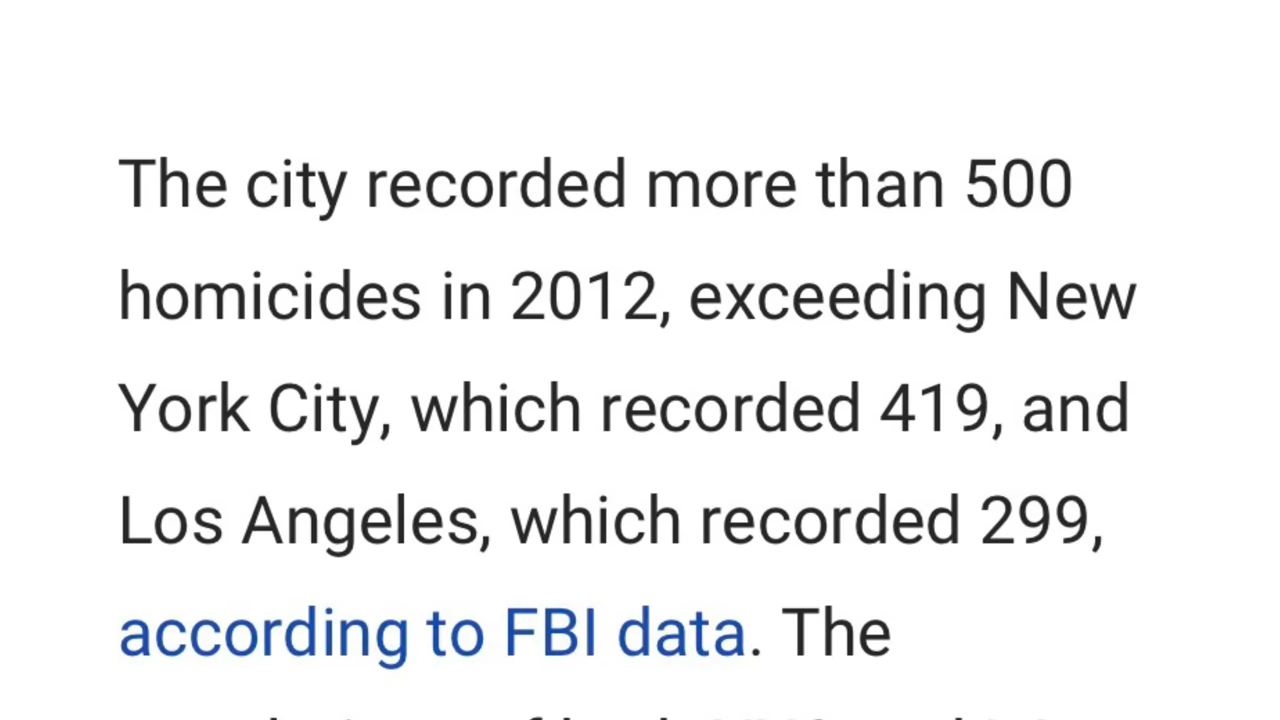 The city recorded more than 500
homicides in 2012, exceeding New
York City, which recorded 419, and
Los Angeles, which recorded 299,
according to FBI data. The